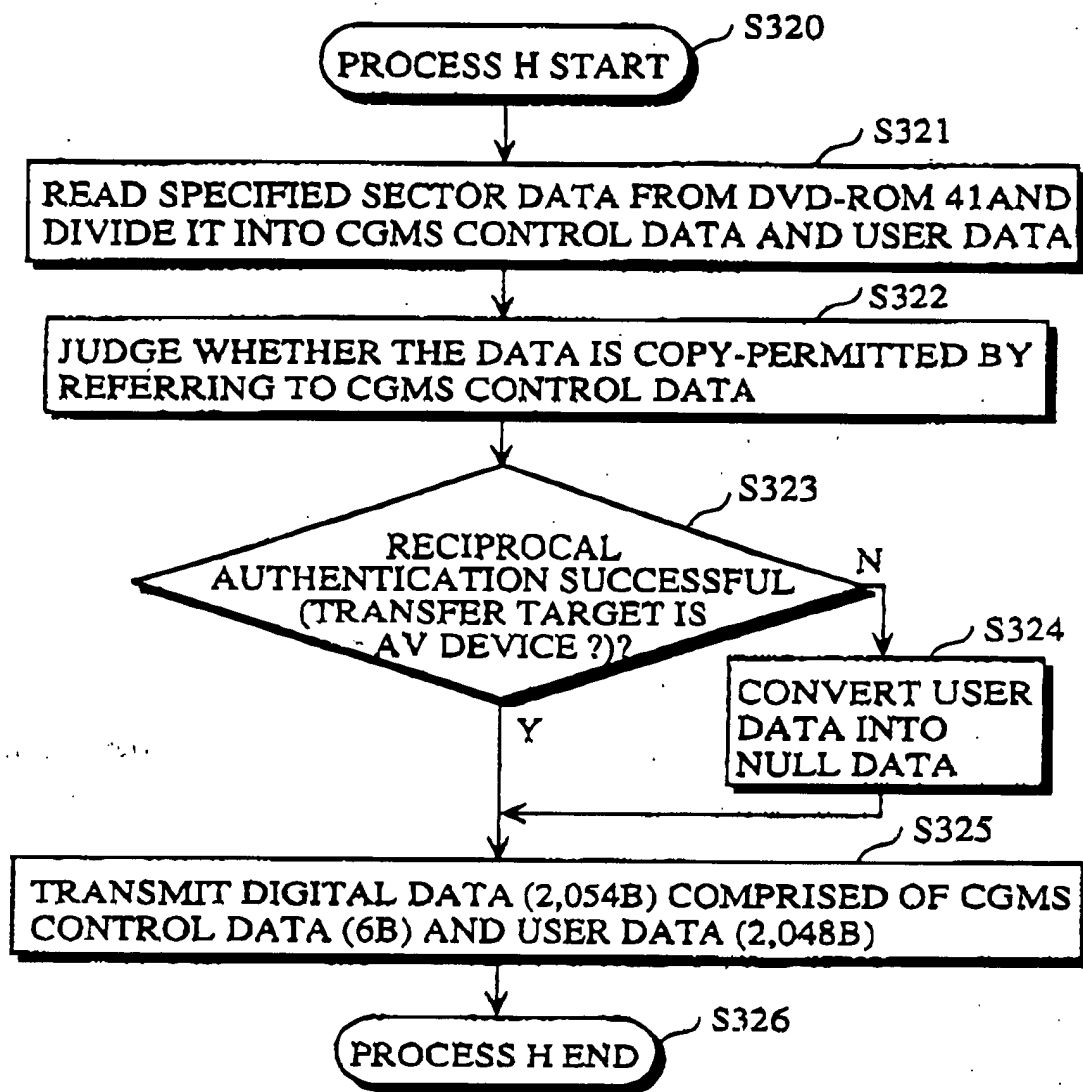 S320
PROCESS H START
S321
READ SPECIFIED SECTOR DATA FROM DVD-ROM 41AND
DIVIDE IT INTO CGMS CONTROL DATA AND USER DATA
S322
JUDGE WHETHER THE DATA IS COPY-PERMITTED BY
REFERRING TO CGMS CONTROL DATA
S323
RECIPROCAL
AUTHENTICATION SUCCESSFUL
(TRANSFER TARGET IS
AV DEVICE ?)?
N
S324
CONVERT USER
DATA INTO
NULL DATA
Y
S325
TRANSMIT DIGITAL DATA (2,054B) COMPRISED OF CGMS
CONTROL DATA (6B) AND USER DATA (2,048B)
S326
PROCESS H END